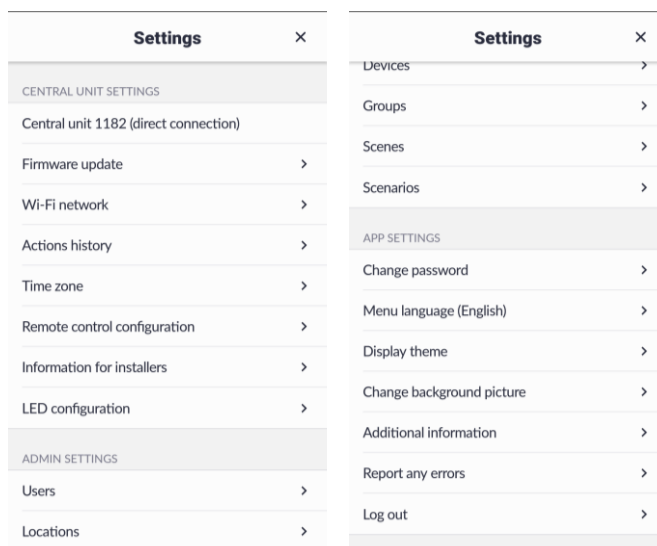 Settings
CENTRAL UNIT SETTINGS
Central unit 1182 (direct connection)
Firmware update
Wi-Fi network
Actions history
Time zone
Remote control configuration
Information for installers
LED configuration
ADMIN SETTINGS
Users
Locations
Settings
Devices
Groups
Scenes
Scenarios
APP SETTINGS
Change password
Menu language (English)
Display theme
Change background picture
Additional information
Report any errors
Log out